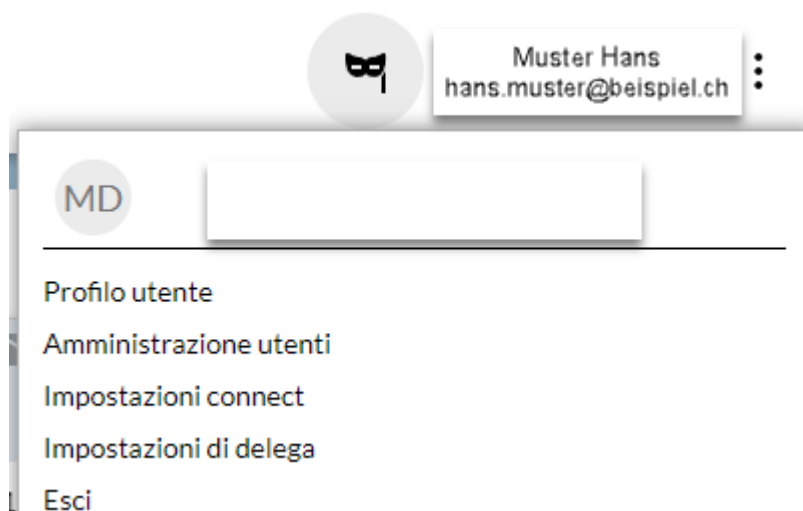 Muster Hans
hans.muster@beispiel.ch
MD
Profilo utente
Amministrazione utenti
Impostazioni connect
Impostazioni di delega
Esci